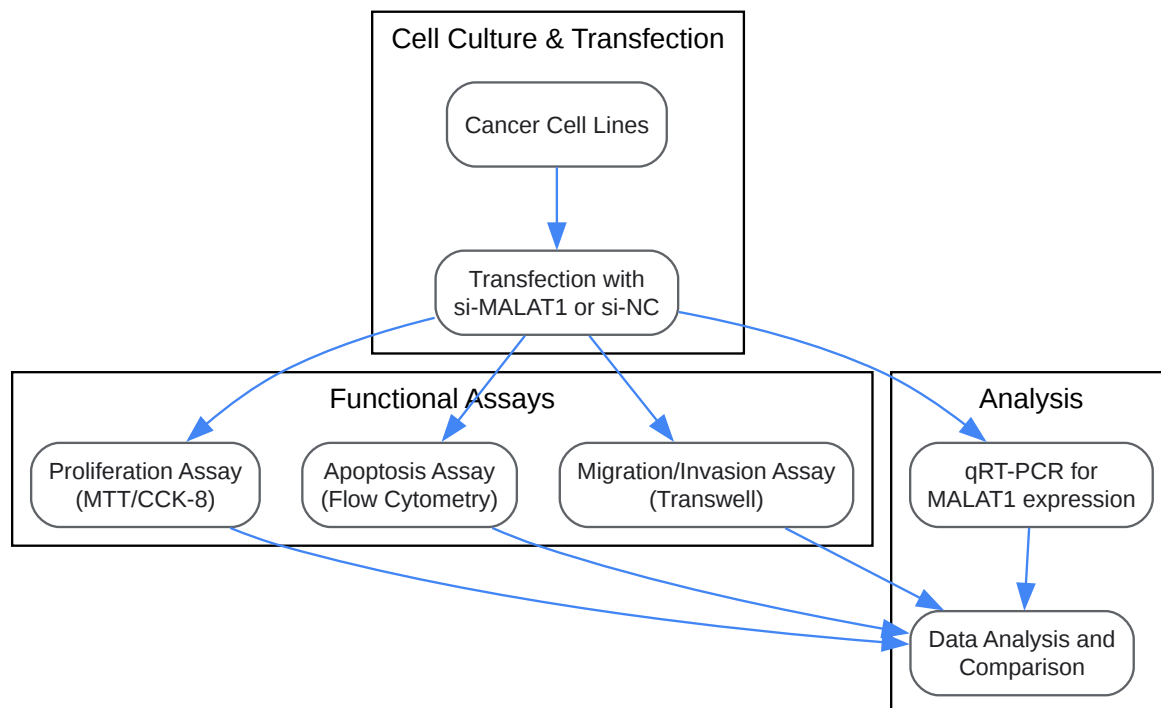 Cell Culture & Transfection
Cancer Cell Lines
Transfection with
si-MALAT1 or si-NC
Functional Assays
Proliferation Assay
(MTT/CCK-8)
Apoptosis Assay
(Flow Cytometry)
Migration/Invasion Assay
(Transwell)
Analysis
qRT-PCR for
MALAT1 expression
Data Analysis and
Comparison